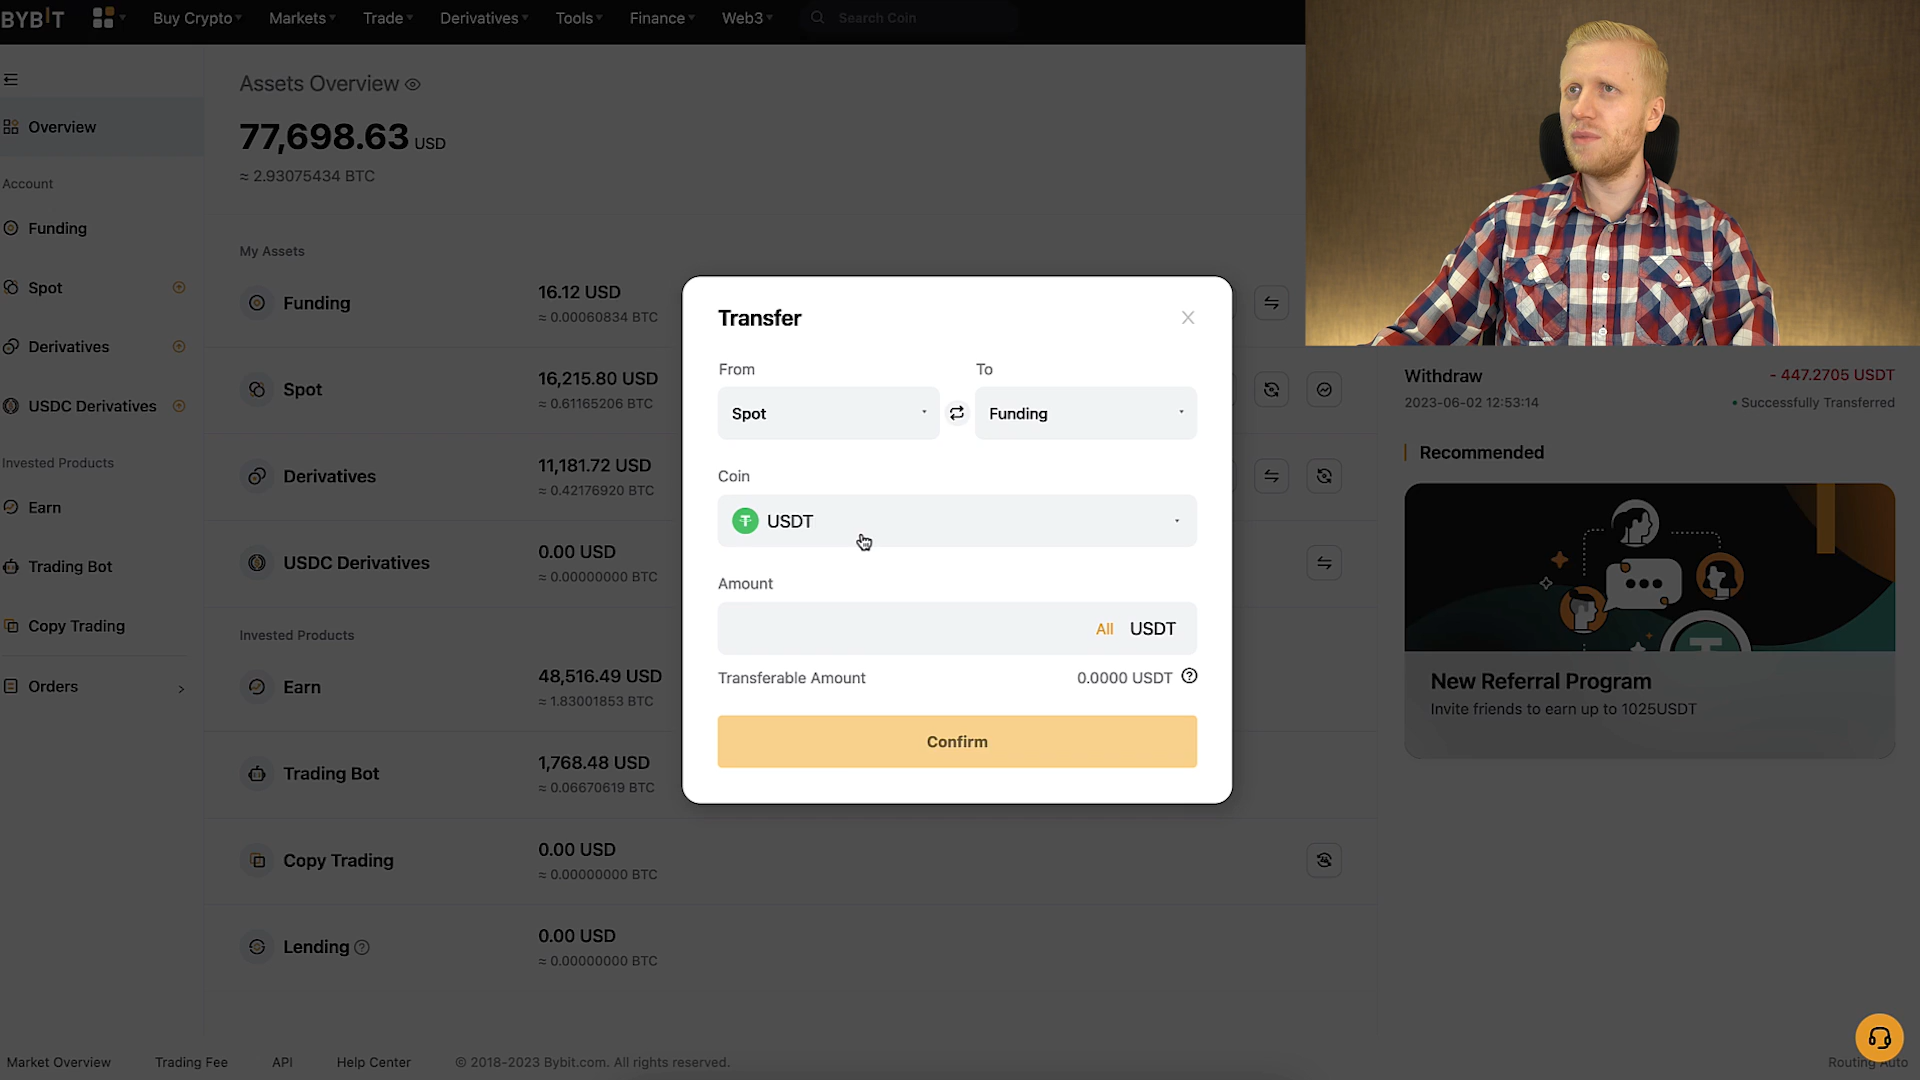 BYBIT
Buy Crypto
Markets
Trade
Derivatives
Tools
Finance
Web3
Search Coin
Overview
Account
Funding
Spot
Derivatives
USDC Derivatives
Invested Products
Earn
Trading Bot
Copy Trading
Orders
Assets Overview
77,698.63 USD
≈ 2.93075434 BTC
My Assets
Funding
16.12 USD
≈ 0.00060834 BTC
Spot
16,215.80 USD
≈ 0.61165206 BTC
Derivatives
11,181.72 USD
≈ 0.42176920 BTC
USDC Derivatives
0.00 USD
≈ 0.00000000 BTC
Invested Products
Earn
48,516.49 USD
≈ 1.83001853 BTC
Trading Bot
1,768.48 USD
≈ 0.06670619 BTC
Copy Trading
0.00 USD
≈ 0.00000000 BTC
Lending
0.00 USD
≈ 0.00000000 BTC
Transfer
From
To
Spot
Funding
Coin
USDT
Amount
All USDT
Transferable Amount
0.0000 USDT
Confirm
Withdraw
- 447.2705 USDT
2023-06-02 12:53:14
• Successfully Transferred
Recommended
New Referral Program
Invite friends to earn up to 1025USDT
Market Overview
Trading Fee
API
Help Center
© 2018-2023 Bybit.com. All rights reserved.
Routing Auto